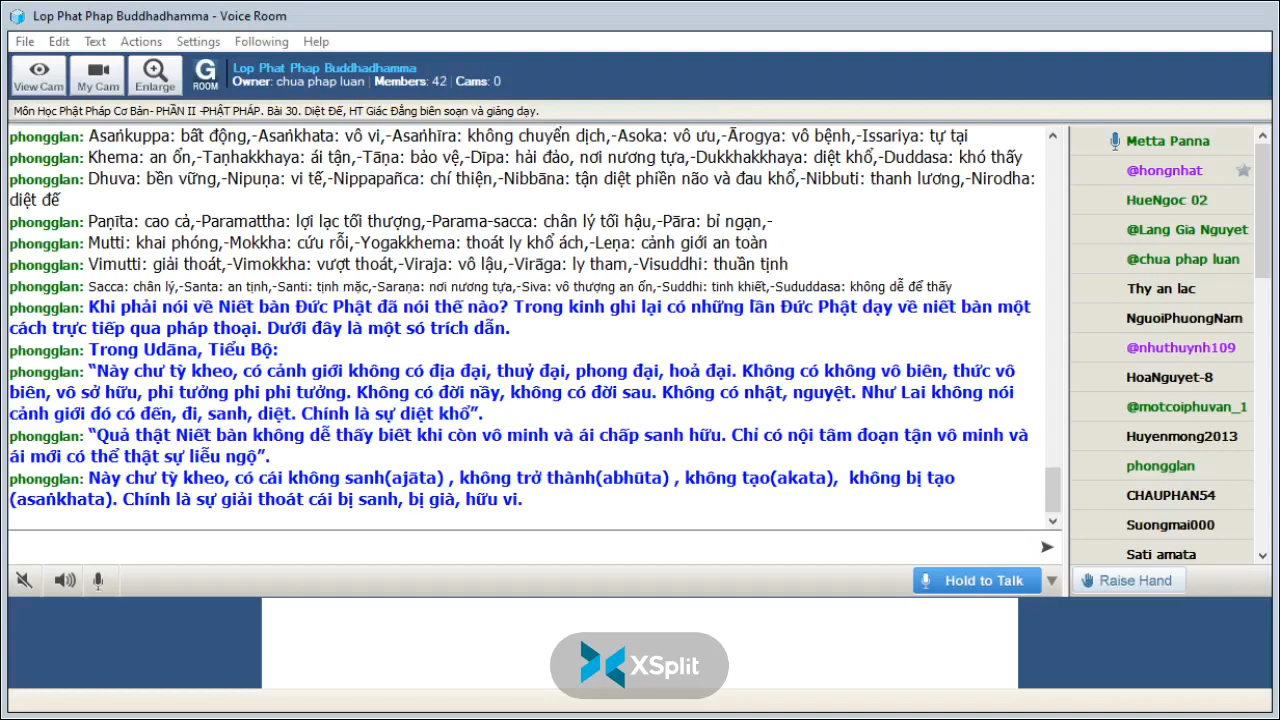 Lop Phat Phap Buddhadhamma - Voice Room
File Edit Text Actions Settings Following Help
View Cam My Cam Enlarge G ROOM
Lop Phat Phap Buddhadhamma
Owner: chua phap luan | Members: 42 | Cams: 0
Môn Học Phật Pháp Cơ Bản- PHẦN II -PHẬT PHÁP. Bài 30. Diệt Đế, HT Giác Đẳng biên soạn và giảng dạy.
phongglan: Asaṅkuppa: bất động,-Asaṅkhata: vô vi,-Asaṅhīra: không chuyển dịch,-Asoka: vô ưu,-Ārogya: vô bệnh,-Issariya: tự tại
phongglan: Khema: an ổn,-Taṇhakkhaya: ái tận,-Tāṇa: bảo vệ,-Dīpa: hải đảo, nơi nương tựa,-Dukkhakkhaya: diệt khổ,-Duddasa: khó thấy
phongglan: Dhuva: bền vững,-Nipuṇa: vi tế,-Nippapañca: chí thiện,-Nibbāna: tận diệt phiền não và đau khổ,-Nibbuti: thanh lương,-Nirodha:
diệt đế
phongglan: Paṇīta: cao cả,-Paramattha: lợi lạc tối thượng,-Parama-sacca: chân lý tối hậu,-Pāra: bỉ ngạn,-
phongglan: Mutti: khai phóng,-Mokkha: cứu rỗi,-Yogakkhema: thoát ly khổ ách,-Leṇa: cảnh giới an toàn
phongglan: Vimutti: giải thoát,-Vimokkha: vượt thoát,-Viraja: vô lậu,-Virāga: ly tham,-Visuddhi: thuần tịnh
phongglan: Sacca: chân lý,-Santa: an tịnh,-Santi: tịnh mặc,-Saraṇa: nơi nương tựa,-Siva: vô thượng an ổn,-Suddhi: tinh khiết,-Sududdasa: không dễ để thấy
phongglan: Khi phải nói về Niết bàn Đức Phật đã nói thế nào? Trong kinh ghi lại có những lần Đức Phật dạy về niết bàn một
cách trực tiếp qua pháp thoại. Dưới đây là một só trích dẫn.
phongglan: Trong Udāna, Tiểu Bộ:
phongglan: “Này chư tỳ kheo, có cảnh giới không có địa đại, thuỷ đại, phong đại, hoả đại. Không có không vô biên, thức vô
biên, vô sở hữu, phi tưởng phi phi tưởng. Không có đời nầy, không có đời sau. Không có nhật, nguyệt. Như Lai không nói
cảnh giới đó có đến, đi, sanh, diệt. Chính là sự diệt khổ”.
phongglan: “Quả thật Niết bàn không dễ thấy biết khi còn vô minh và ái chấp sanh hữu. Chỉ có nội tâm đoạn tận vô minh và
ái mới có thể thật sự liễu ngộ”.
phongglan: Này chư tỳ kheo, có cái không sanh(ajāta) , không trở thành(abhūta) , không tạo(akata), không bị tạo
(asaṅkhata). Chính là sự giải thoát cái bị sanh, bị già, hữu vi.
Metta Panna
@hongnhat
HueNgoc 02
@Lang Gia Nguyet
@chua phap luan
Thy an lac
NguoiPhuongNam
@nhuthuynh109
HoaNguyet-8
@motcoiphuvan_1
Huyenmong2013
phongglan
CHAUPHAN54
Suongmai000
Sati amata
Hold to Talk
Raise Hand
XSplit